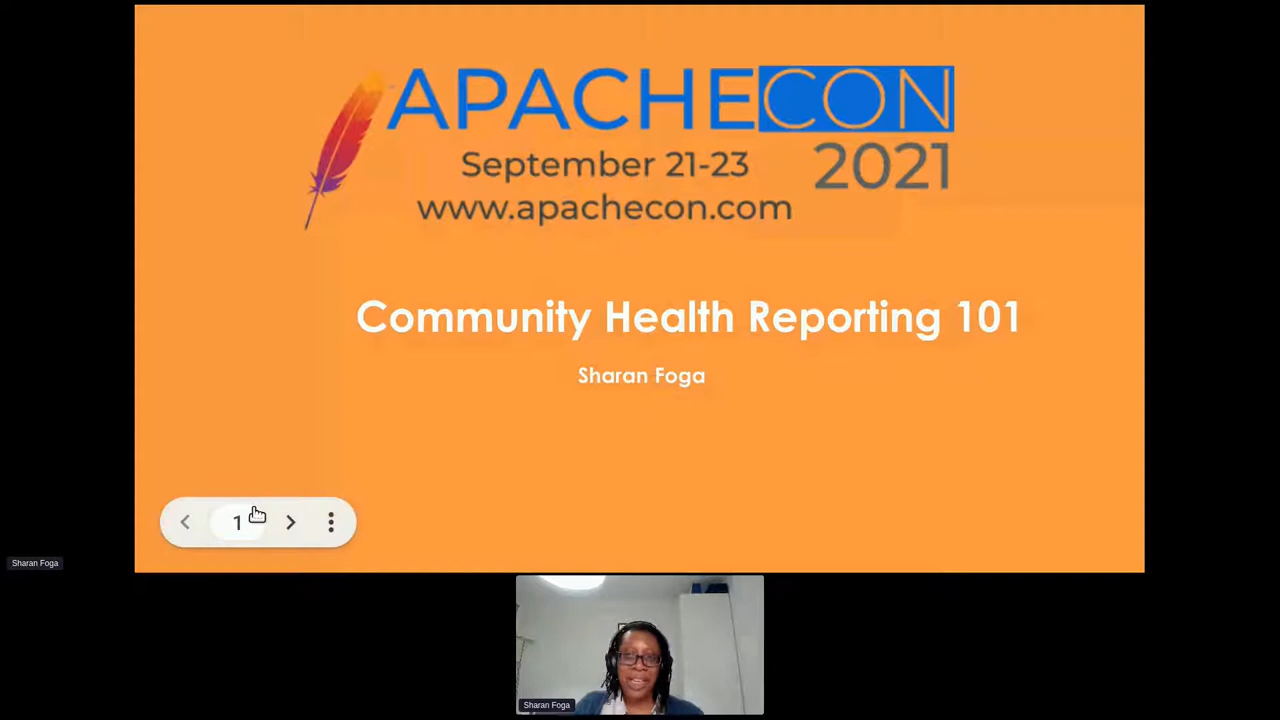 APACHECON
September 21-23
2021
www.apachecon.com
Community Health Reporting 101
Sharan Foga
1
Sharan Foga
Sharan Foga